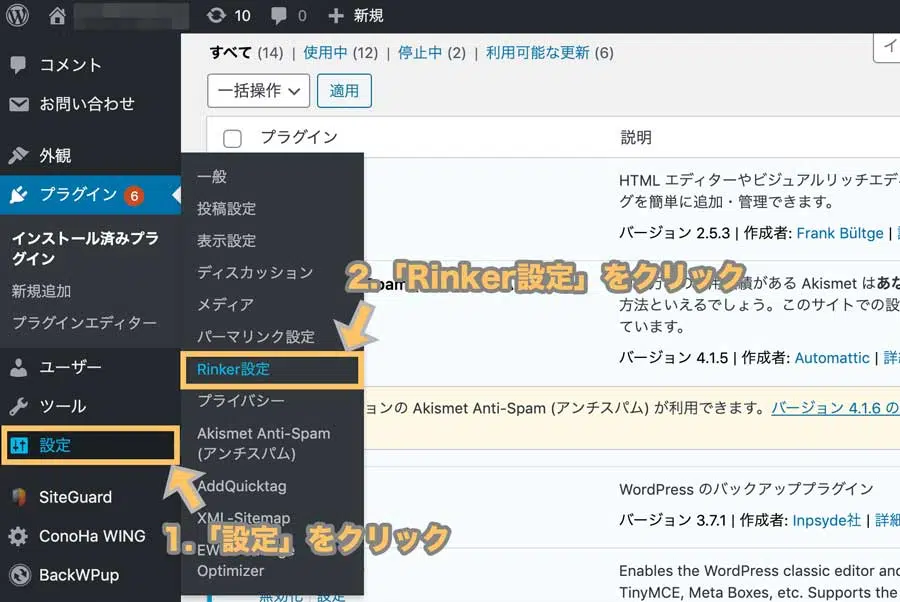 10 0 + 新規
コメント
お問い合わせ
外観
プラグイン 6
インストール済みプラ
グイン
新規追加
プラグインエディター
ユーザー
ツール
設定
SiteGuard
ConoHa WING
BackWPup
一般
投稿設定
表示設定
ディスカッション
メディア
パーマリンク設定
Rinker設定
プライバシー
Akismet Anti-Spam
(アンチスパム)
AddQuicktag
XML-Sitemap
Optimizer
1.「設定」をクリック
2.「Rinker設定」をクリック
すべて (14) | 使用中 (12) | 停止中 (2) | 利用可能な更新 (6)
一括操作 適用
プラグイン 説明
HTML エディターやビジュアルリッチエデ
グを簡単に追加・管理できます。
バージョン 2.5.3 | 作成者: Frank Bültge |
がある Akismet はあな
方法といえるでしょう。このサイトでの設
ています。
バージョン 4.1.5 | 作成者: Automattic | 詳
ョンの Akismet Anti-Spam (アンチスパム) が利用できます。バージョン 4.1.6 の
WordPress のバックアッププラグイン
バージョン 3.7.1 | 作成者: Inpsyde社 | 詳細
Enables the WordPress classic editor and
TinyMCE, Meta Boxes, etc. Supports the
無効化 | 設定